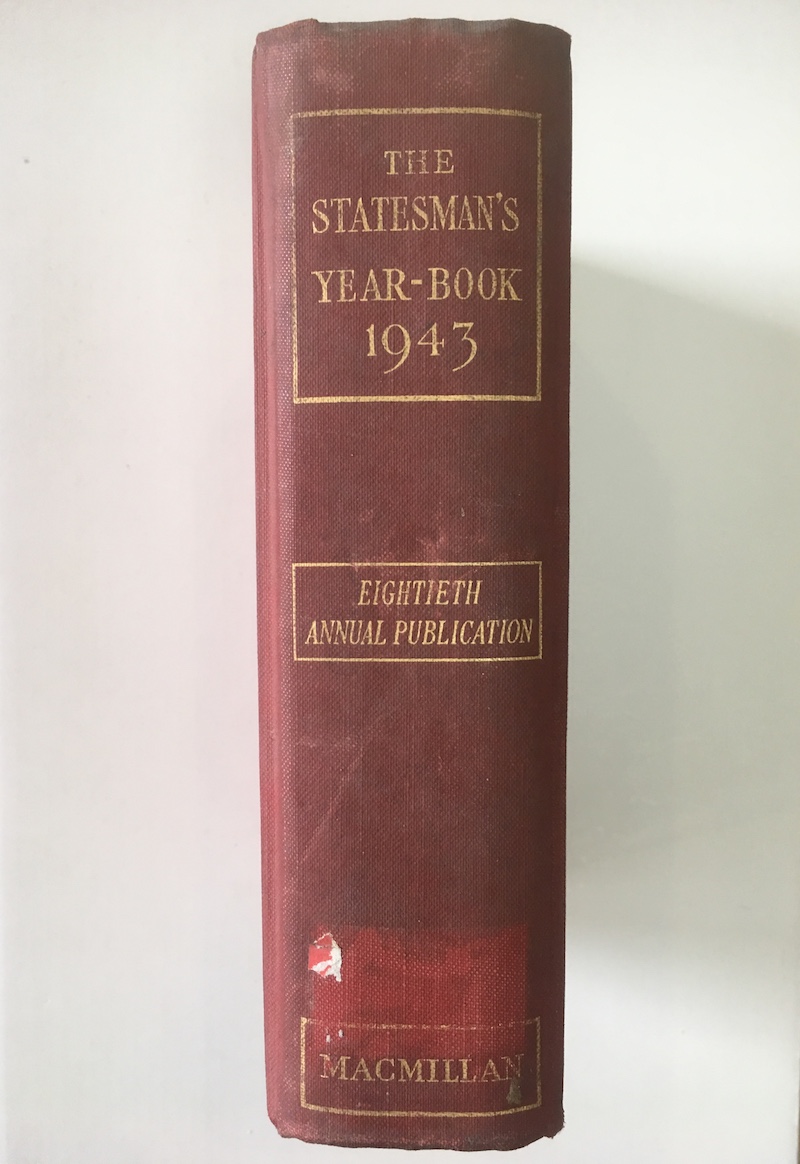 THE
STATESMAN'S
YEAR-BOOK
1943
EIGHTIETH
ANNUAL PUBLICATION
MACMILLAN